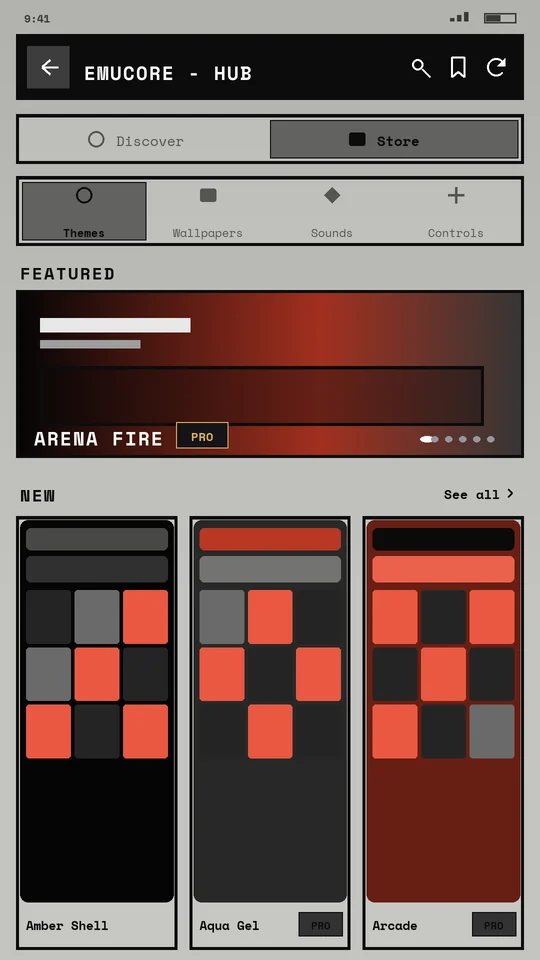 9:41
EMUCORE - HUB
Discover
Store
Themes
Wallpapers
Sounds
Controls
FEATURED
ARENA FIRE
PRO
NEW
See all
Amber Shell
Aqua Gel
PRO
Arcade
PRO